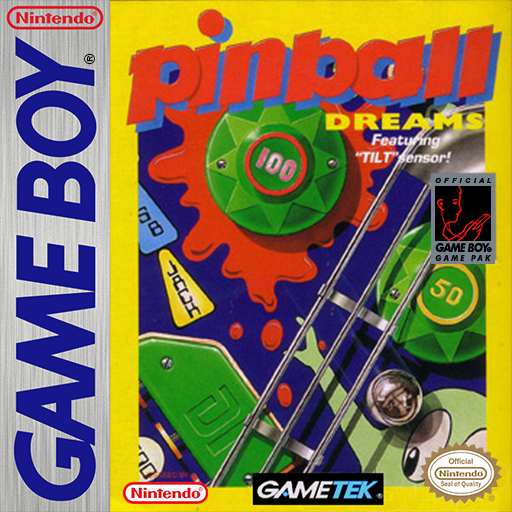 Nintendo
GAME BOY®
pinball
DREAMS
Featuring
"TILT" sensor!
OFFICIAL
GAME BOY®
GAME PAK
100
50
Nintendo
GAMETEK®
Official
Nintendo
Seal of Quality